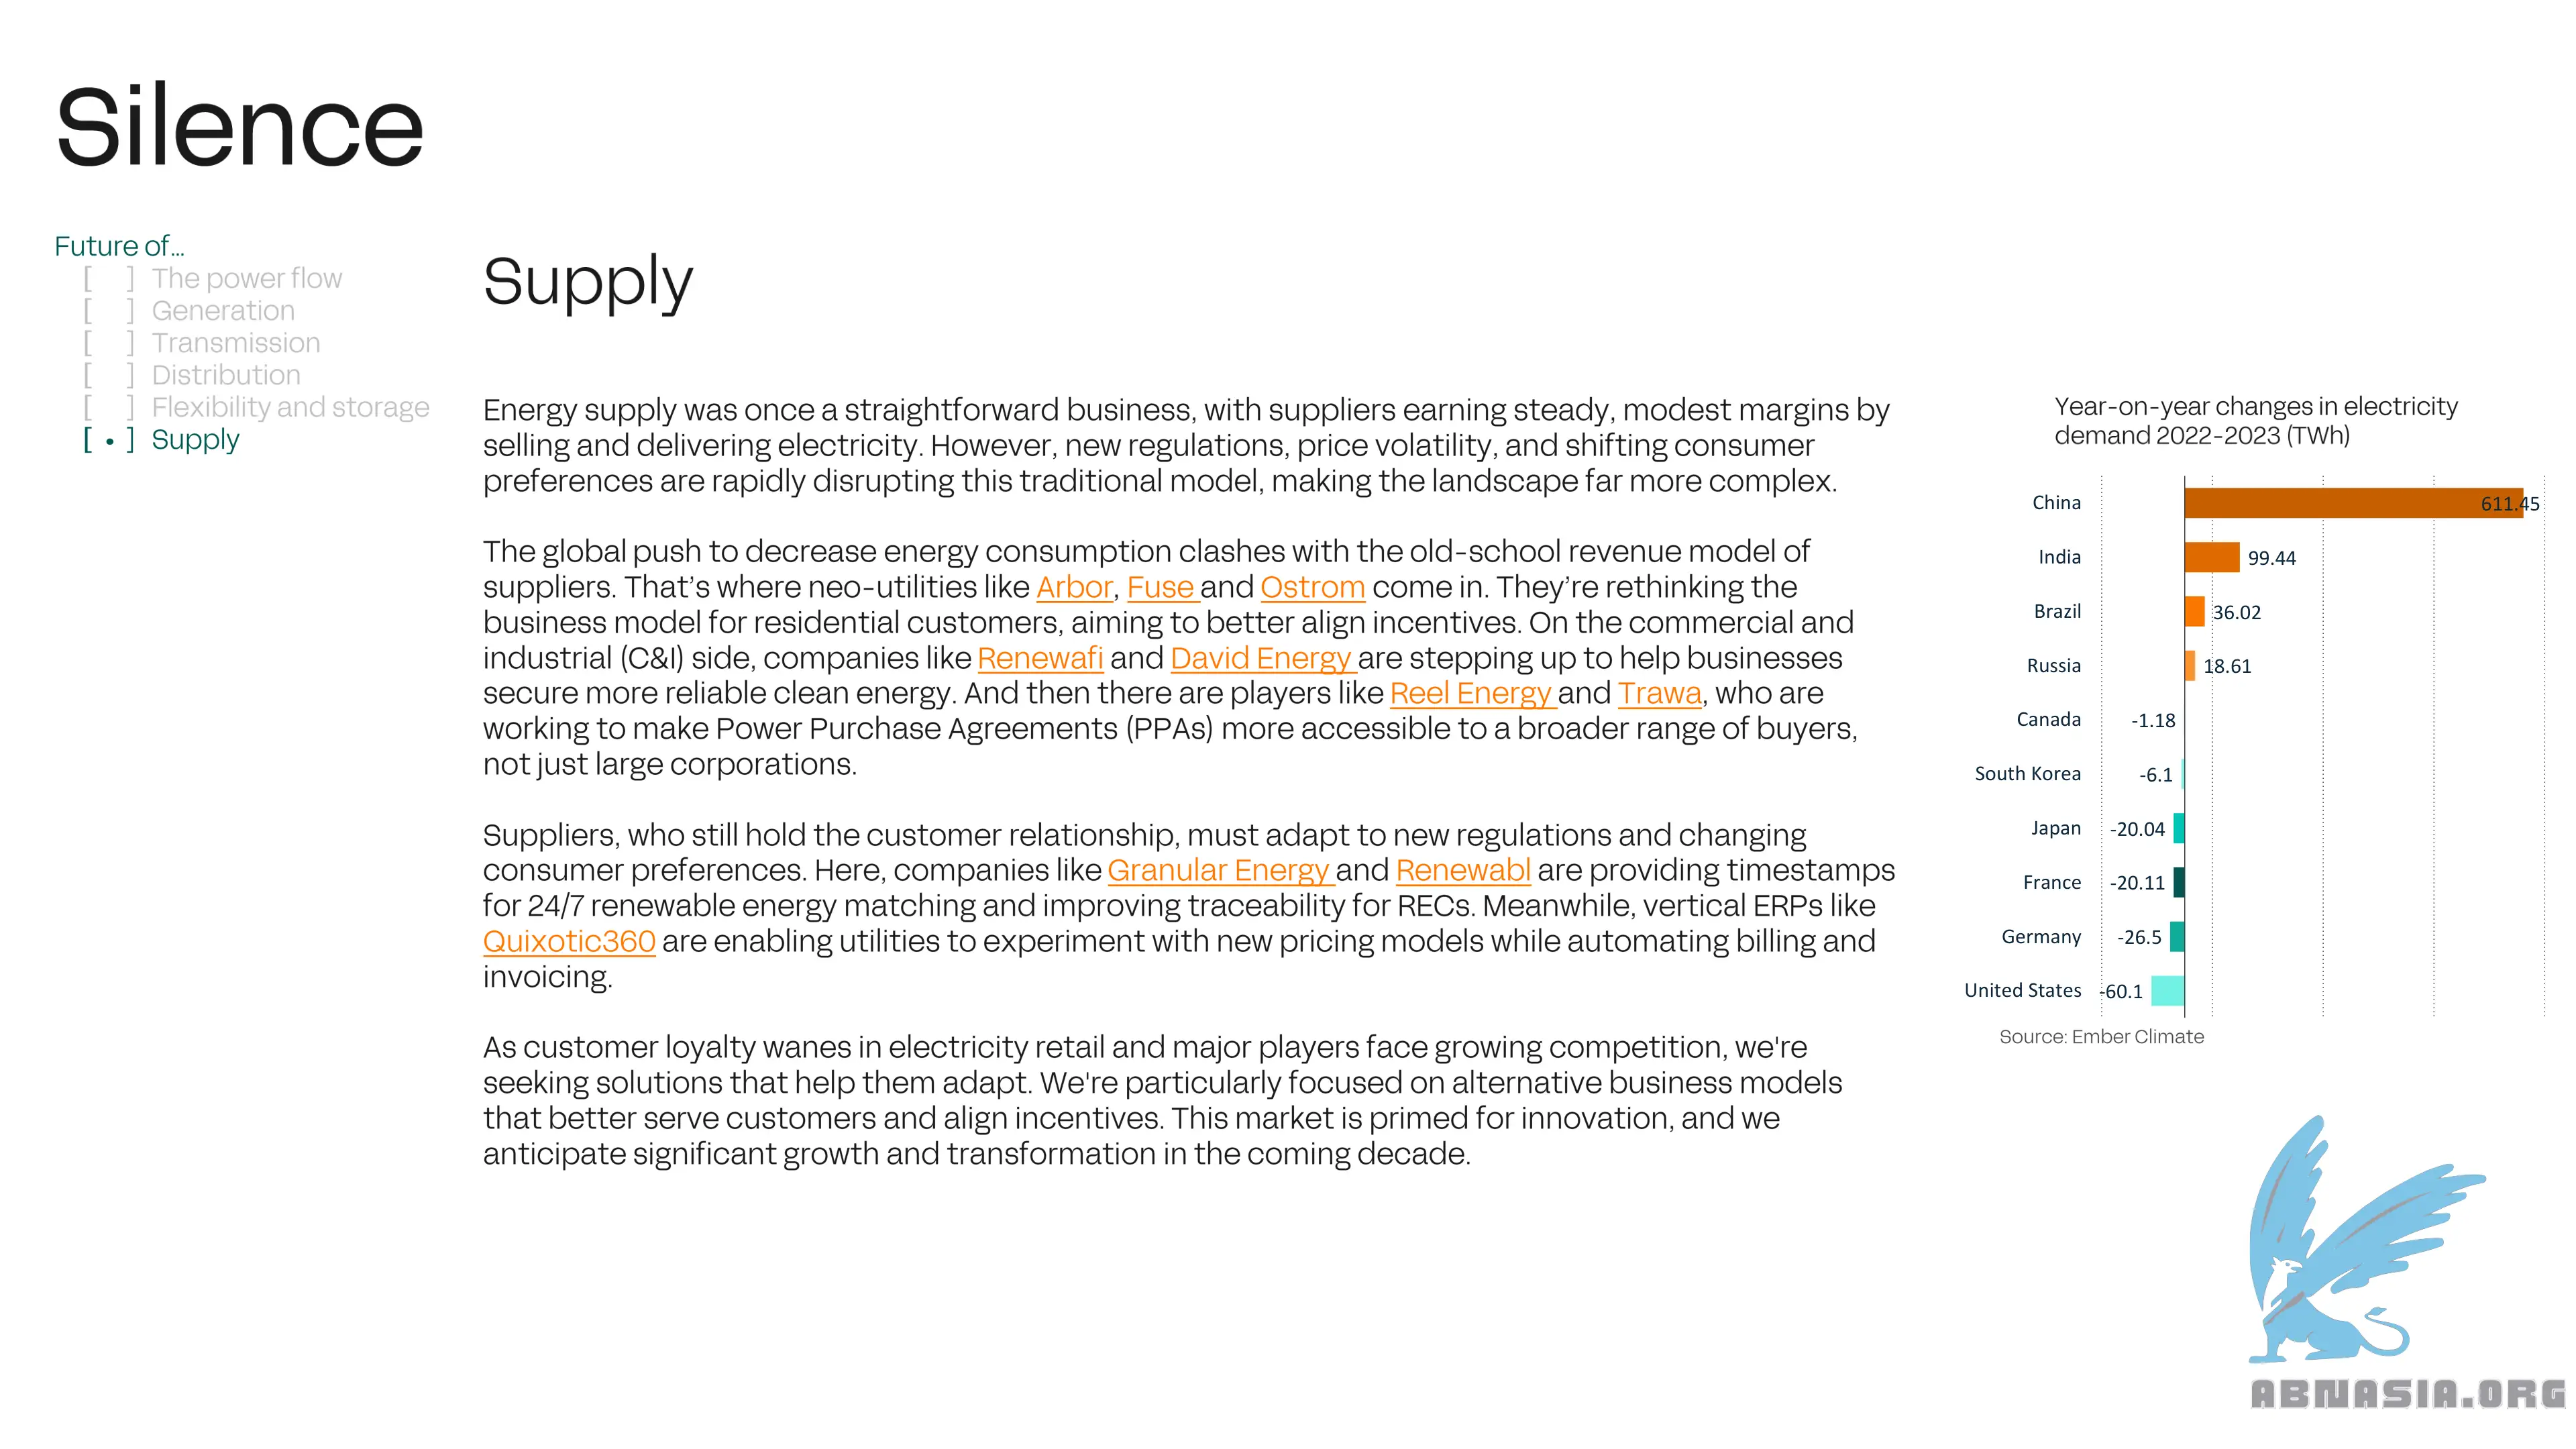 Silence
Future of...
[ ] The power flow
[ ] Generation
[ ] Transmission
[ ] Distribution
[ ] Flexibility and storage
[ • ] Supply
Supply
Energy supply was once a straightforward business, with suppliers earning steady, modest margins by
selling and delivering electricity. However, new regulations, price volatility, and shifting consumer
preferences are rapidly disrupting this traditional model, making the landscape far more complex.
The global push to decrease energy consumption clashes with the old-school revenue model of
suppliers. That's where neo-utilities like Arbor, Fuse and Ostrom come in. They're rethinking the
business model for residential customers, aiming to better align incentives. On the commercial and
industrial (C&I) side, companies like Renewafi and David Energy are stepping up to help businesses
secure more reliable clean energy. And then there are players like Reel Energy and Trawa, who are
working to make Power Purchase Agreements (PPAs) more accessible to a broader range of buyers,
not just large corporations.
Suppliers, who still hold the customer relationship, must adapt to new regulations and changing
consumer preferences. Here, companies like Granular Energy and Renewabl are providing timestamps
for 24/7 renewable energy matching and improving traceability for RECs. Meanwhile, vertical ERPs like
Quixotic360 are enabling utilities to experiment with new pricing models while automating billing and
invoicing.
As customer loyalty wanes in electricity retail and major players face growing competition, we're
seeking solutions that help them adapt. We're particularly focused on alternative business models
that better serve customers and align incentives. This market is primed for innovation, and we
anticipate significant growth and transformation in the coming decade.
Year-on-year changes in electricity
demand 2022-2023 (TWh)
China 611.45
India 99.44
Brazil 36.02
Russia 18.61
Canada -1.18
South Korea -6.1
Japan -20.04
France -20.11
Germany -26.5
United States -60.1
Source: Ember Climate
ABNASIA.ORG